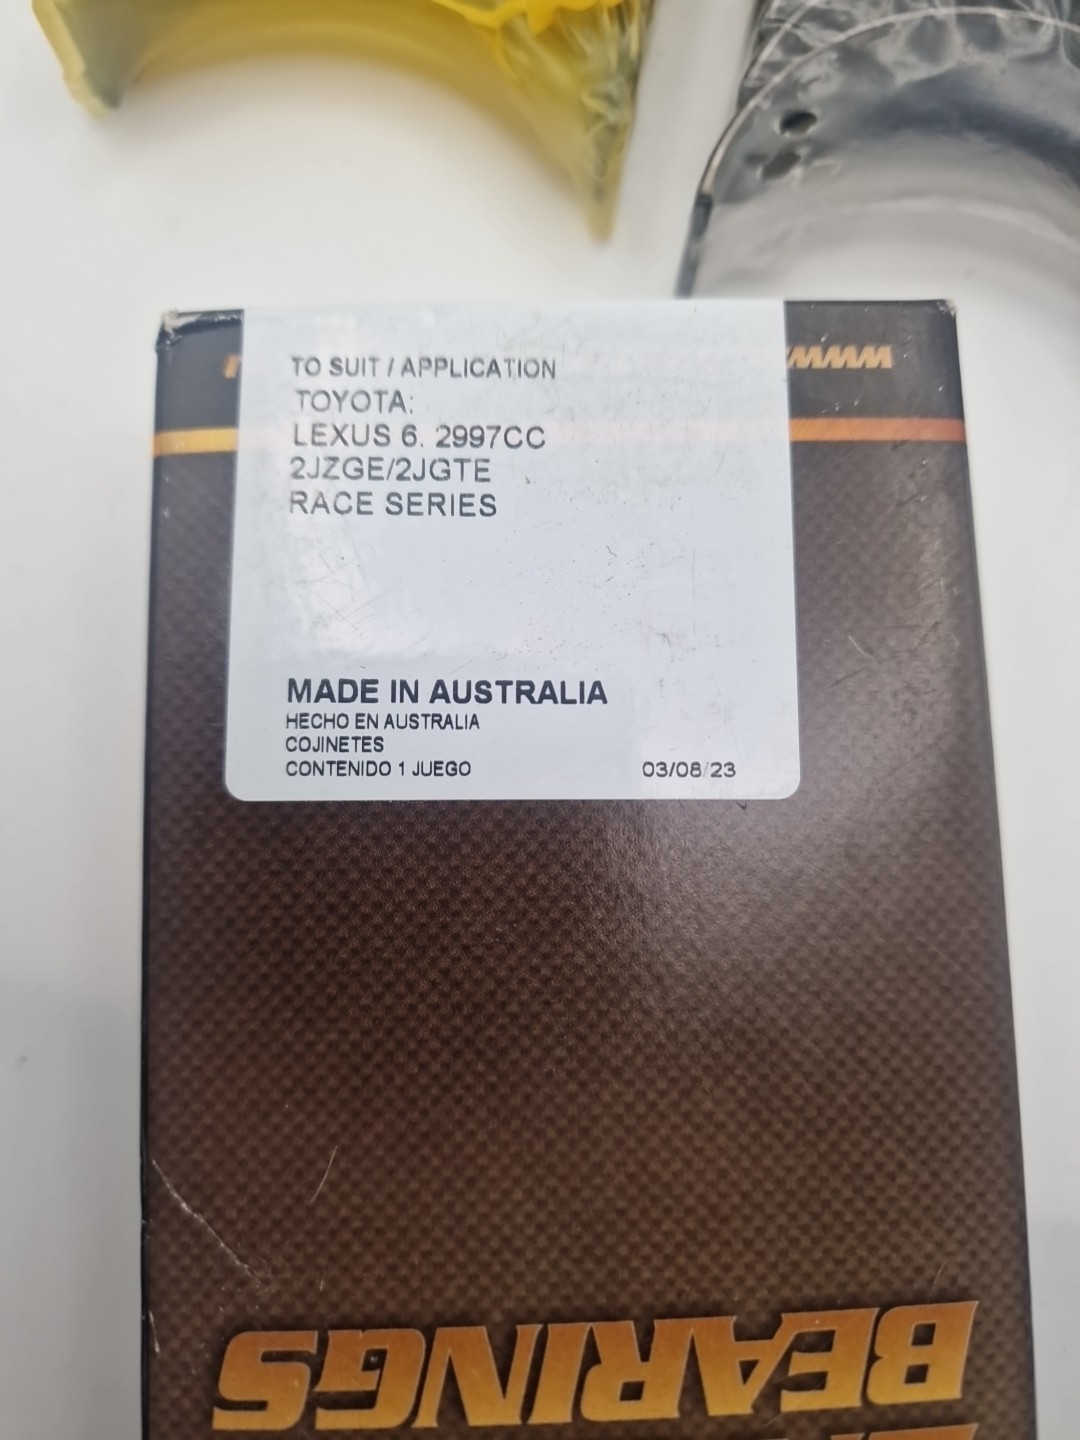 TO SUIT / APPLICATION
TOYOTA:
LEXUS 6. 2997CC
2JZGE/2JGTE
RACE SERIES
MADE IN AUSTRALIA
HECHO EN AUSTRALIA
COJINETES
CONTENIDO 1 JUEGO 03/08/23
BEARINGS